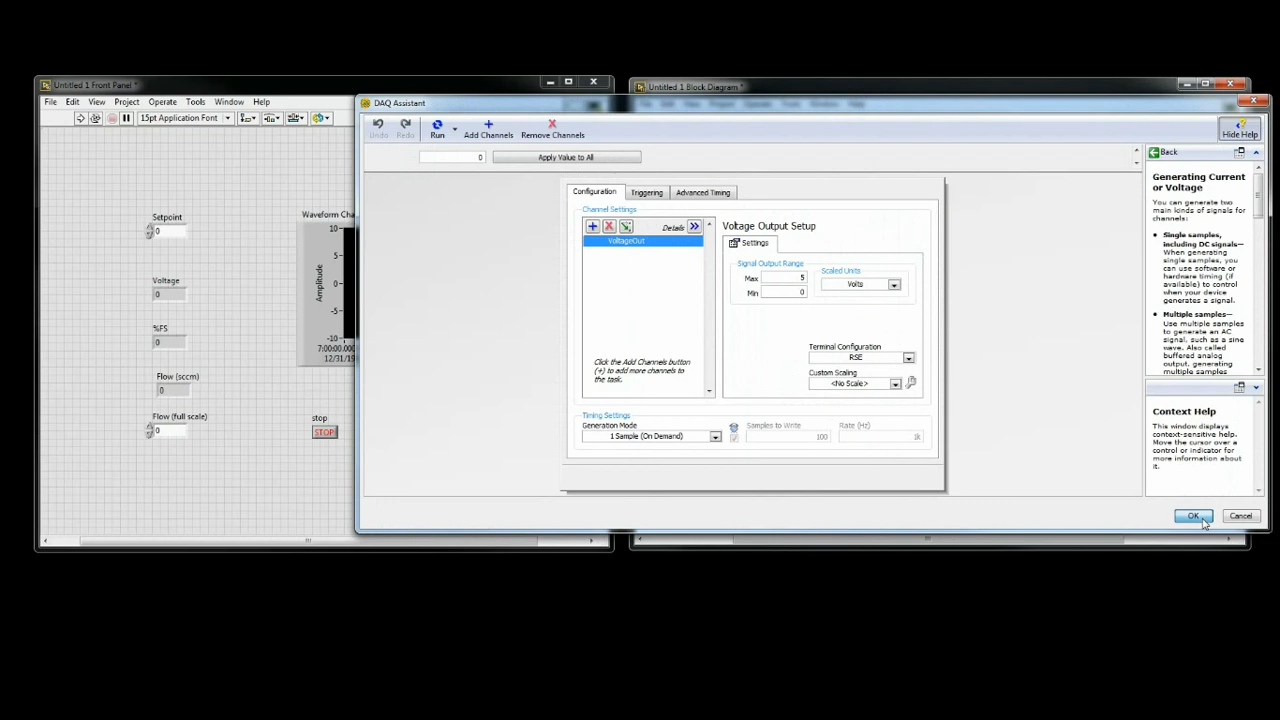 Untitled 1 Front Panel *
File Edit View Project Operate Tools Window Help
15pt Application Font
Setpoint
0
Voltage
0
%FS
0
Flow (sccm)
0
Flow (full scale)
0
Waveform Cha
Amplitude
10
5
0
-5
-10
7:00:00.000
12/31/19
stop
STOP
Untitled 1 Block Diagram *
DAQ Assistant
Undo Redo Run Add Channels Remove Channels Hide Help
0 Apply Value to All
Configuration Triggering Advanced Timing
Channel Settings
Details
VoltageOut
Click the Add Channels button
(+) to add more channels to
the task.
Voltage Output Setup
Settings
Signal Output Range
Max 5
Min 0
Scaled Units
Volts
Terminal Configuration
RSE
Custom Scaling
<No Scale>
Timing Settings
Generation Mode
1 Sample (On Demand)
Samples to Write
100
Rate (Hz)
1k
Back
Generating Current
or Voltage
You can generate two
main kinds of signals for
channels:
• Single samples,
including DC signals—
When generating
single samples, you
can use software or
hardware timing (if
available) to control
when your device
generates a signal.
• Multiple samples—
Use multiple samples
to generate an AC
signal, such as a sine
wave. Also called
buffered analog
output, generating
multiple samples
Context Help
This window displays
context-sensitive help.
Move the cursor over a
control or indicator for
more information about
it.
OK Cancel